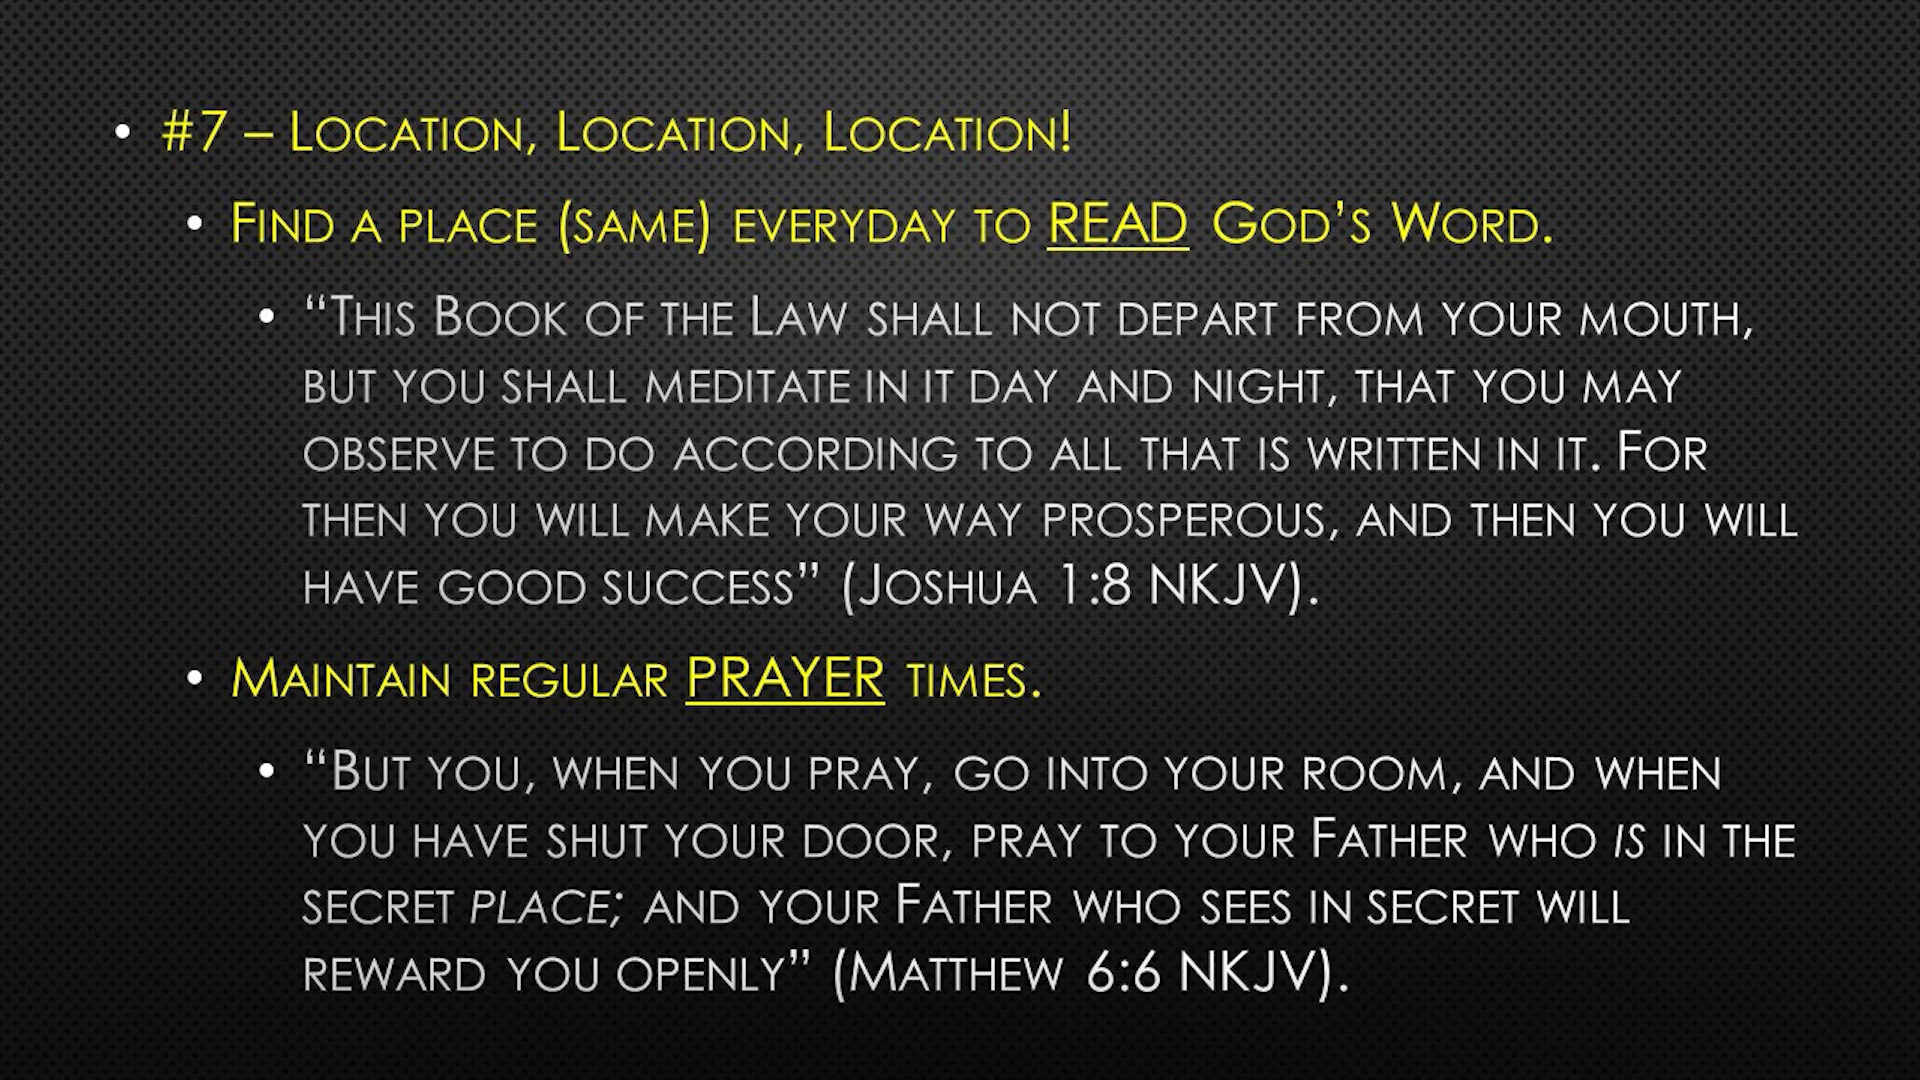 • #7 – Location, Location, Location!
• Find a place (same) everyday to READ God’s Word.
• “This Book of the Law shall not depart from your mouth,
but you shall meditate in it day and night, that you may
observe to do according to all that is written in it. For
then you will make your way prosperous, and then you will
have good success” (Joshua 1:8 NKJV).
• Maintain regular PRAYER times.
• “But you, when you pray, go into your room, and when
you have shut your door, pray to your Father who is in the
secret place; and your Father who sees in secret will
reward you openly” (Matthew 6:6 NKJV).